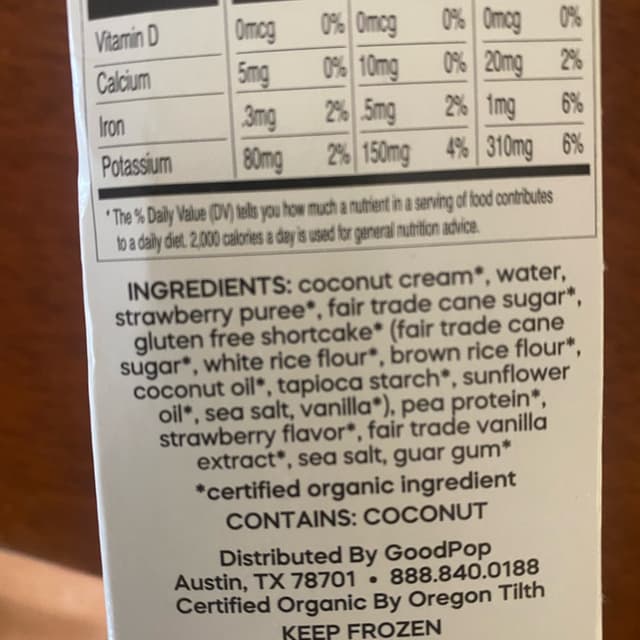 Vitamin D 0mcg 0% 0mcg 0% 0mcg 0%
Calcium 5mg 0% 10mg 0% 20mg 2%
Iron .3mg 2% .5mg 2% 1mg 6%
Potassium 80mg 2% 150mg 4% 310mg 6%
*The % Daily Value (DV) tells you how much a nutrient in a serving of food contributes
to a daily diet. 2,000 calories a day is used for general nutrition advice.
INGREDIENTS: coconut cream*, water,
strawberry puree*, fair trade cane sugar*,
gluten free shortcake* (fair trade cane
sugar*, white rice flour*, brown rice flour*,
coconut oil*, tapioca starch*, sunflower
oil*, sea salt, vanilla*), pea protein*,
strawberry flavor*, fair trade vanilla
extract*, sea salt, guar gum*
*certified organic ingredient
CONTAINS: COCONUT
Distributed By GoodPop
Austin, TX 78701 • 888.840.0188
Certified Organic By Oregon Tilth
KEEP FROZEN